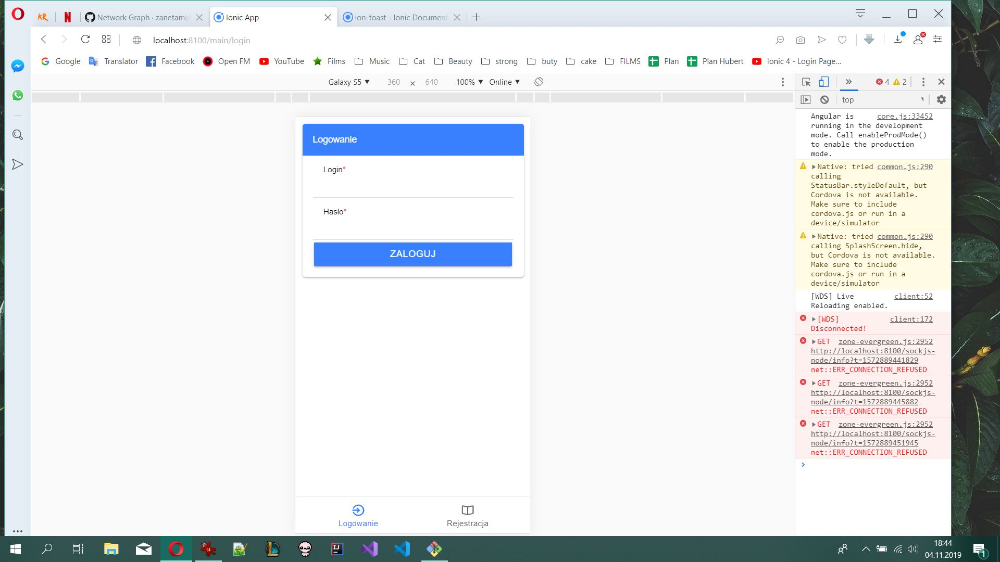 Network Graph · zanetami/
Ionic App
ion-toast - Ionic Document
localhost:8100/main/login
Google
Translator
Facebook
Open FM
YouTube
Films
Music
Cat
Beauty
strong
buty
cake
FILMS
Plan
Plan Hubert
Ionic 4 - Login Page...
Galaxy S5 ▼ 360 × 640 100% ▼ Online ▼
4 2
top
Logowanie
Login*
Hasło*
ZALOGUJ
Logowanie
Rejestracja
Angular is core.js:33452
running in the development
mode. Call enableProdMode()
to enable the production
mode.
Native: tried common.js:290
calling
StatusBar.styleDefault, but
Cordova is not available.
Make sure to include
cordova.js or run in a
device/simulator
Native: tried common.js:290
calling SplashScreen.hide,
but Cordova is not available.
Make sure to include
cordova.js or run in a
device/simulator
[WDS] Live client:52
Reloading enabled.
[WDS] client:172
Disconnected!
GET zone-evergreen.js:2952
http://localhost:8100/sockjs-
node/info?t=1572889441829
net::ERR_CONNECTION_REFUSED
GET zone-evergreen.js:2952
http://localhost:8100/sockjs-
node/info?t=1572889445882
net::ERR_CONNECTION_REFUSED
GET zone-evergreen.js:2952
http://localhost:8100/sockjs-
node/info?t=1572889451945
net::ERR_CONNECTION_REFUSED
18:44
04.11.2019
1